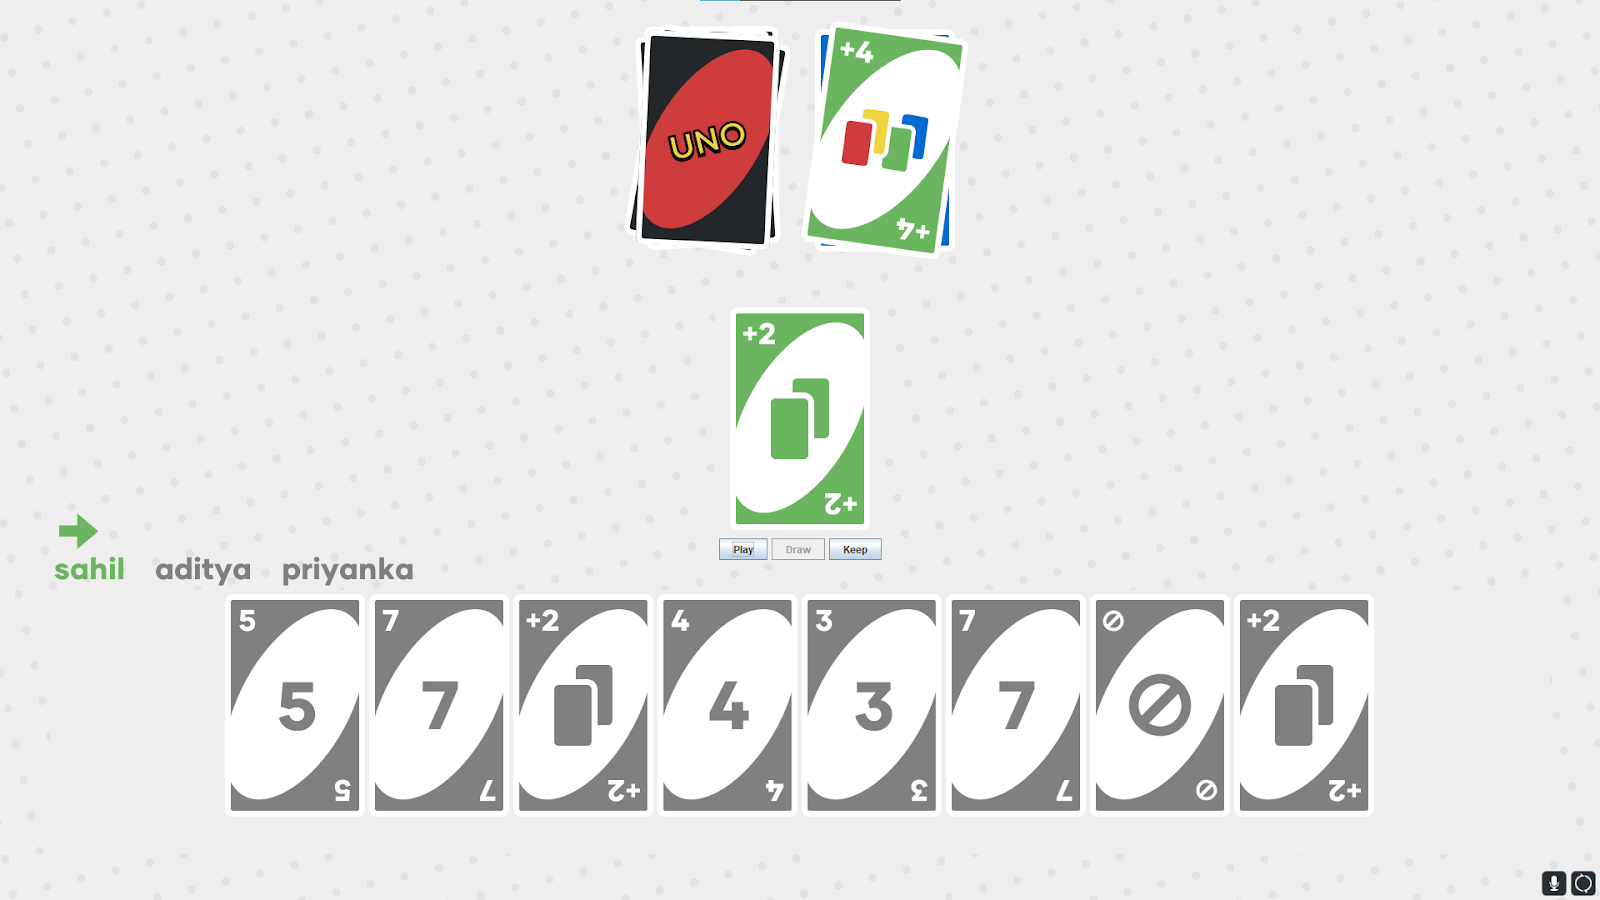 UNO
+4
+4
+2
+2
Play Draw Keep
sahil aditya priyanka
5 7 +2 4 3 7 +2
5 7 4 3 7
5 7 +2 4 3 7 +2